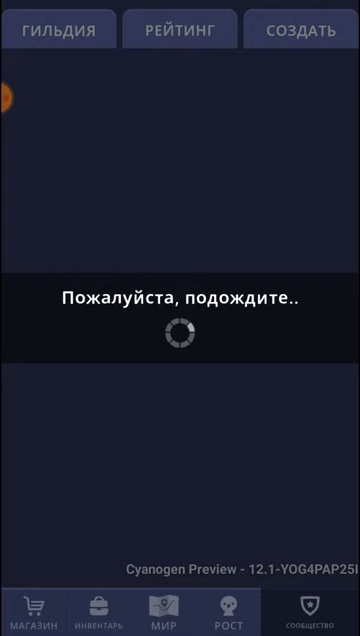 ГИЛЬДИЯ РЕЙТИНГ СОЗДАТЬ
Пожалуйста, подождите..
Cyanogen Preview - 12.1-YOG4PAP25I
МАГАЗИН ИНВЕНТАРЬ МИР РОСТ СООБЩЕСТВО